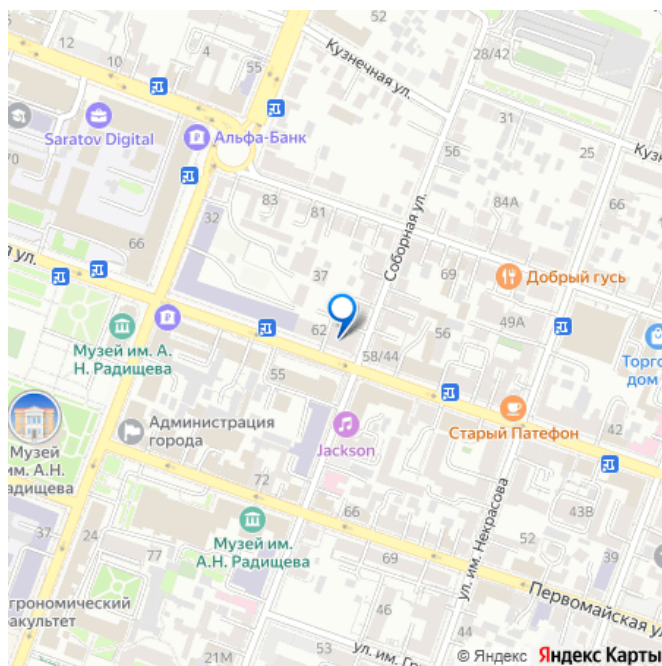 52
12
10
4
55
28/42
Кузнечная ул.
31
Saratov Digital
Альфа-Банк
56
25
Куз
70
83
81
84А
32
66
Соборная ул.
я ул.
37
69
Добрый гусь
49А
62
56
Музей им. А.
Н. Радищева
58/44
Торго
дом
55
Администрация
города
Старый Патефон
42
Jackson
Музей
им. А.Н.
адищева
72
ул. им. Некрасова
43В
66
37
24
Музей им.
А.Н. Радищева
52
77
69
39
Первомайская ул.
грономический
акультет
46
44
21М
53
ул. им. Гр
© Яндекс Яндекс Карты